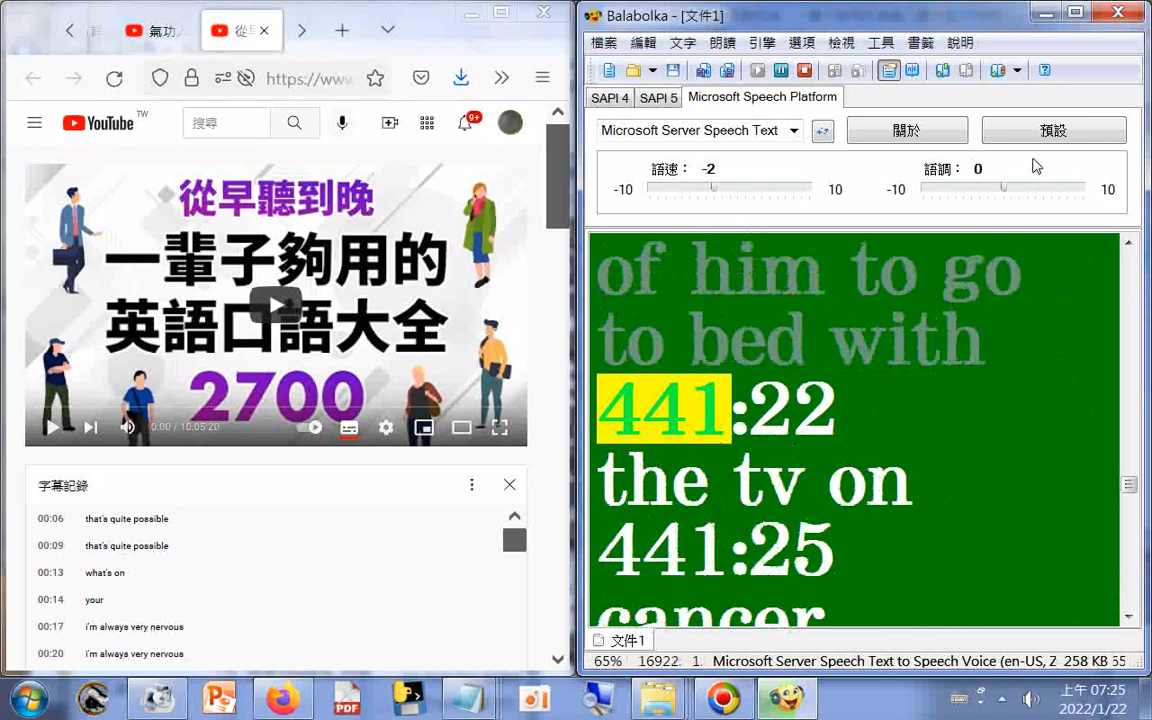 氣功
從
https://www
YouTube TW
搜尋
9+
從早聽到晚
一輩子夠用的
英語口語大全
2700
0:00 / 10:05:20
字幕記錄
00:06 that's quite possible
00:09 that's quite possible
00:13 what's on
00:14 your
00:17 i'm always very nervous
00:20 i'm always very nervous
Balabolka - [文件1]
檔案 編輯 文字 朗讀 引擎 選項 檢視 工具 書籤 說明
SAPI 4 SAPI 5 Microsoft Speech Platform
Microsoft Server Speech Text 關於 預設
語速： -2 語調： 0
-10 10 -10 10
of him to go
to bed with
441:22
the tv on
441:25
cancer
文件1
65% 16922: 1: Microsoft Server Speech Text to Speech Voice (en-US, Z 258 KB 55
PDF
上午 07:25
2022/1/22